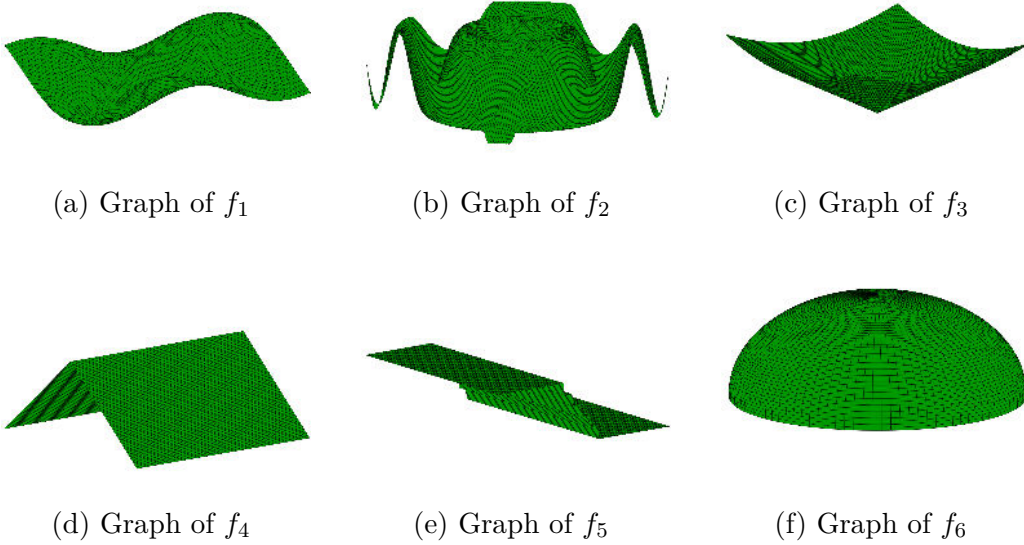 (a) Graph of f₁
(b) Graph of f₂
(c) Graph of f₃
(d) Graph of f₄
(e) Graph of f₅
(f) Graph of f₆